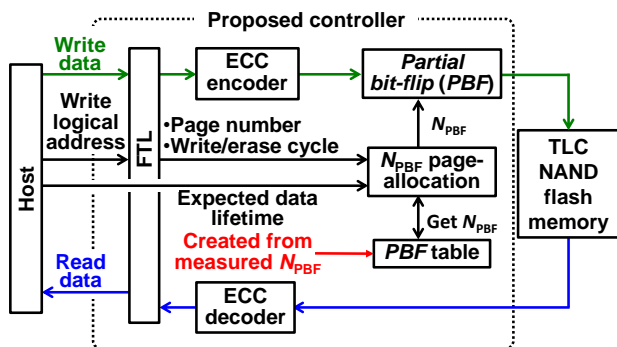 Proposed controller
Write
data
ECC
encoder
Partial
bit-flip (PBF)
Write
logical
address
•Page number
•Write/erase cycle
NPBF
Host
FTL
NPBF page-
allocation
TLC
NAND
flash
memory
Expected data
lifetime
Get NPBF
Created from
measured NPBF
PBF table
Read
data
ECC
decoder